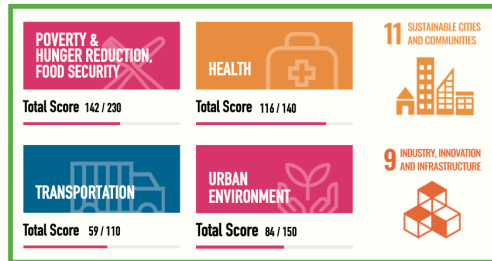 POVERTY &
HUNGER REDUCTION,
FOOD SECURITY
Total Score 142 / 230
HEALTH
Total Score 116 / 140
TRANSPORTATION
Total Score 59 / 110
URBAN
ENVIRONMENT
Total Score 84 / 150
11 SUSTAINABLE CITIES
AND COMMUNITIES
9 INDUSTRY, INNOVATION
AND INFRASTRUCTURE